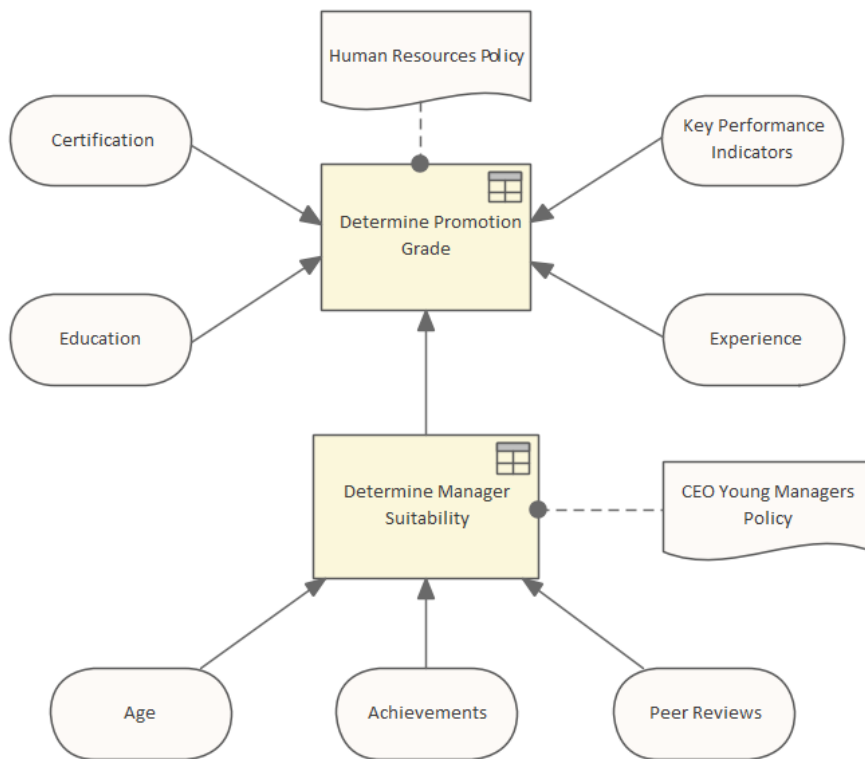 Human Resources Policy
Certification
Key Performance
Indicators
Determine Promotion
Grade
Education
Experience
Determine Manager
Suitability
CEO Young Managers
Policy
Age
Achievements
Peer Reviews